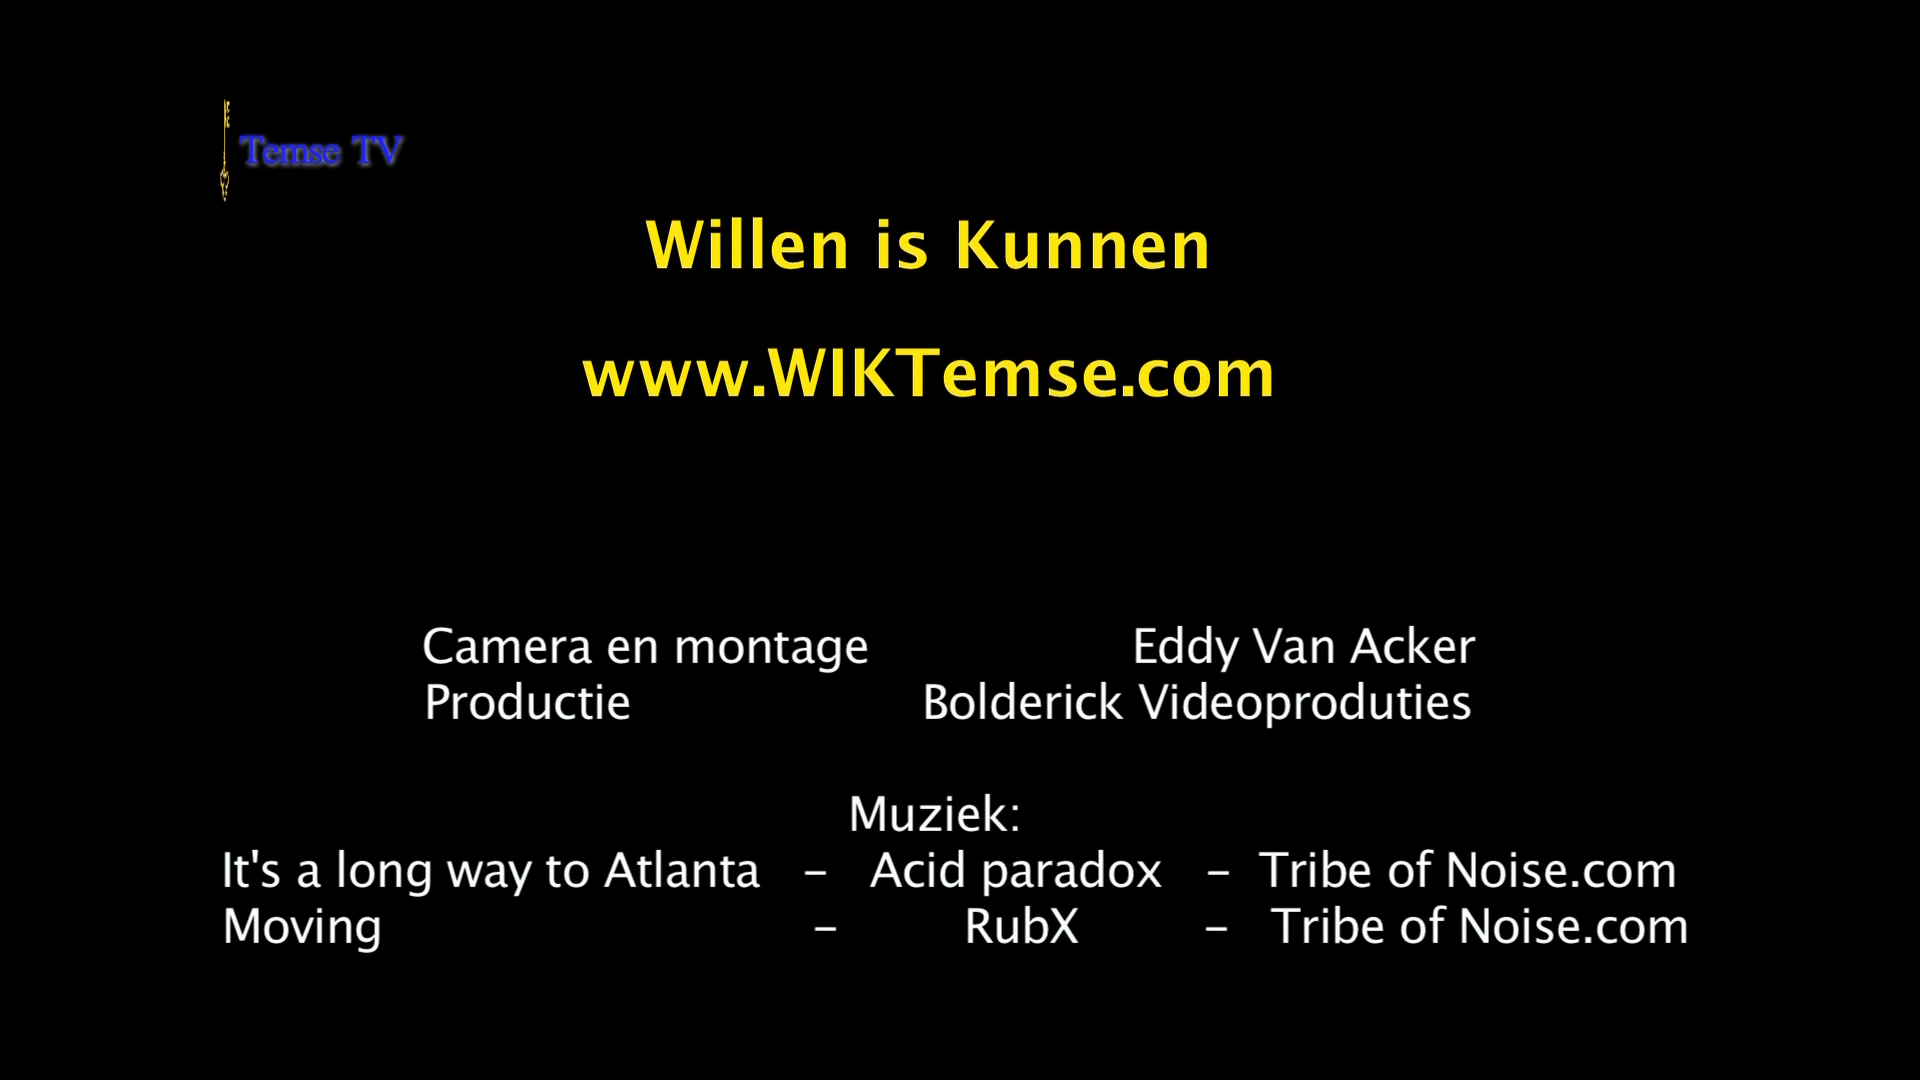 Temse TV
Willen is Kunnen
www.WIKTemse.com
Camera en montage Eddy Van Acker
Productie Bolderick Videoproduties
Muziek:
It's a long way to Atlanta - Acid paradox - Tribe of Noise.com
Moving - RubX - Tribe of Noise.com